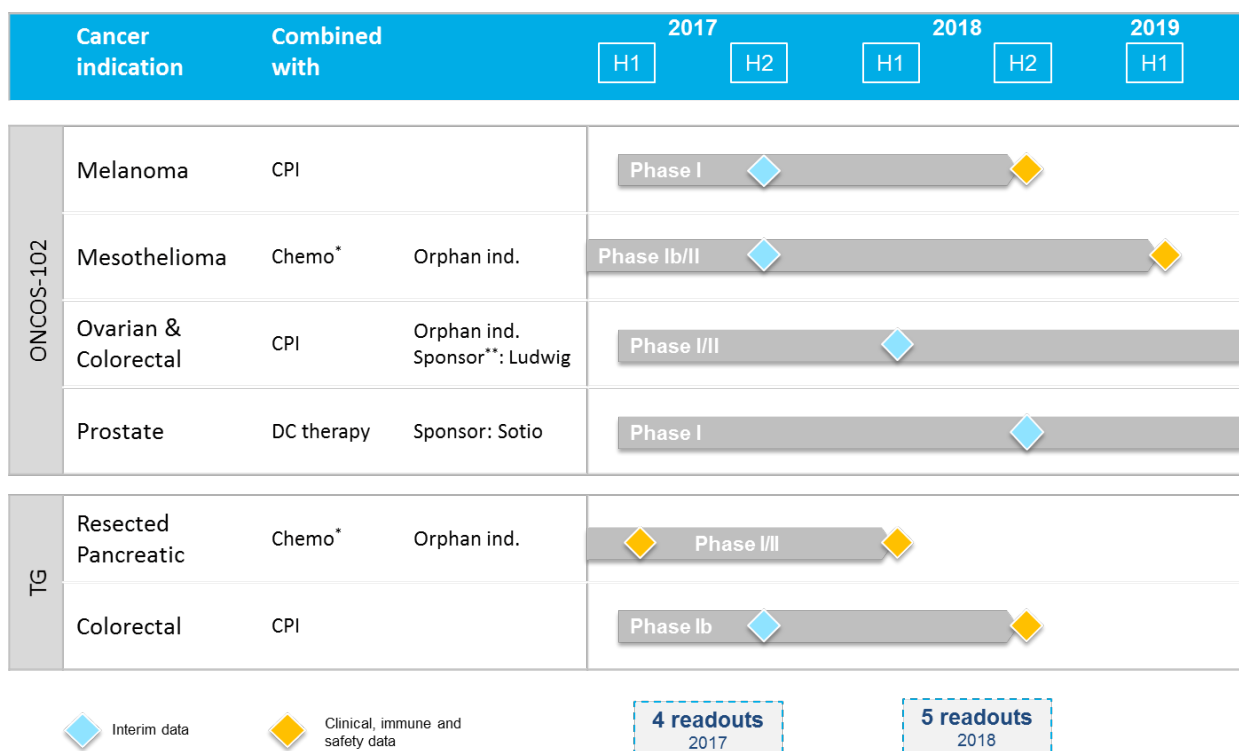 Cancer indication
Combined with
2017
2018
2019
H1
H2
H1
H2
H1
ONCOS-102
Melanoma
CPI
Phase I
Mesothelioma
Chemo*
Orphan ind.
Phase Ib/II
Ovarian &
Colorectal
CPI
Orphan ind.
Sponsor**: Ludwig
Phase I/II
Prostate
DC therapy
Sponsor: Sotio
Phase I
TG
Resected
Pancreatic
Chemo*
Orphan ind.
Phase I/II
Colorectal
CPI
Phase Ib
Interim data
Clinical, immune and
safety data
4 readouts
2017
5 readouts
2018